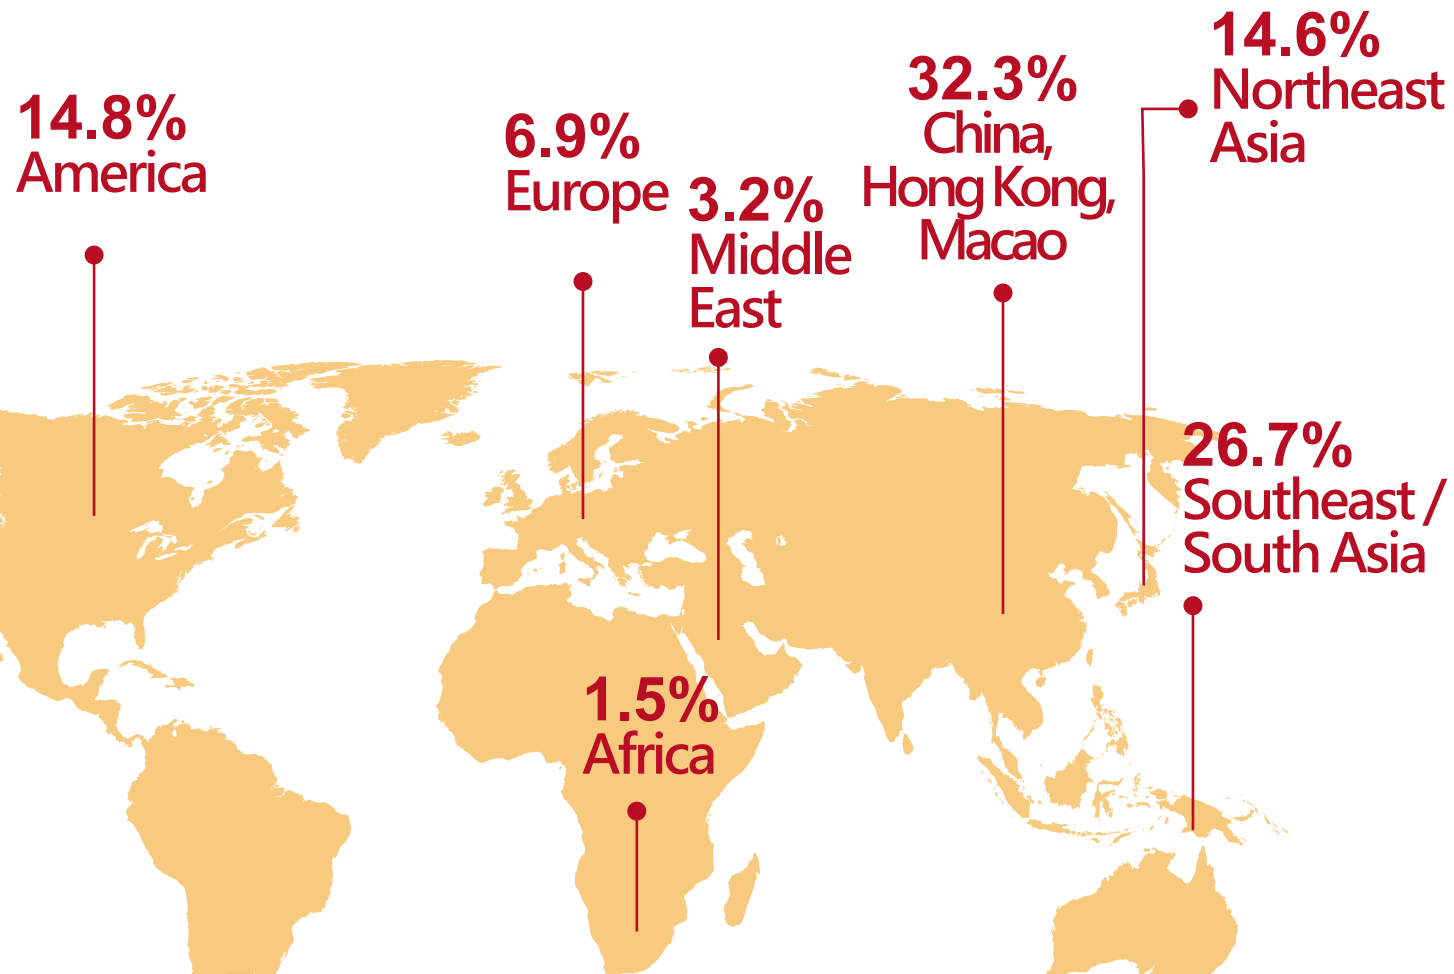 14.8%
America
6.9%
Europe
3.2%
Middle
East
32.3%
China,
Hong Kong,
Macao
14.6%
Northeast
Asia
26.7%
Southeast /
South Asia
1.5%
Africa